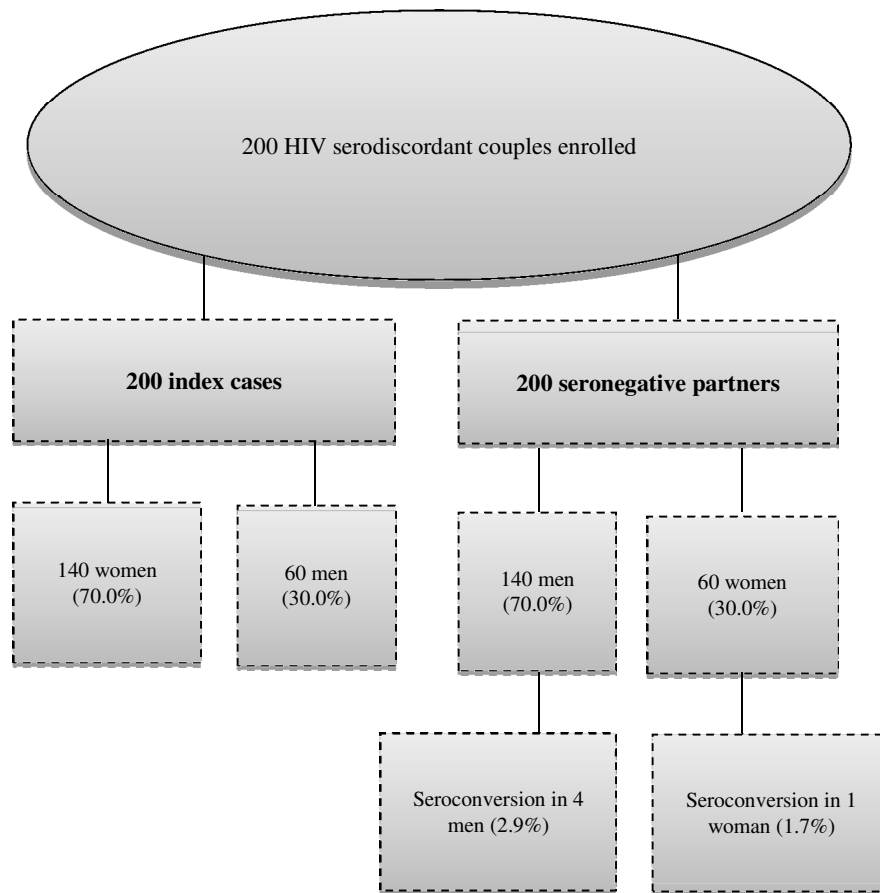 200 HIV serodiscordant couples enrolled
200 index cases
200 seronegative partners
140 women
(70.0%)
60 men
(30.0%)
140 men
(70.0%)
60 women
(30.0%)
Seroconversion in 4
men (2.9%)
Seroconversion in 1
woman (1.7%)